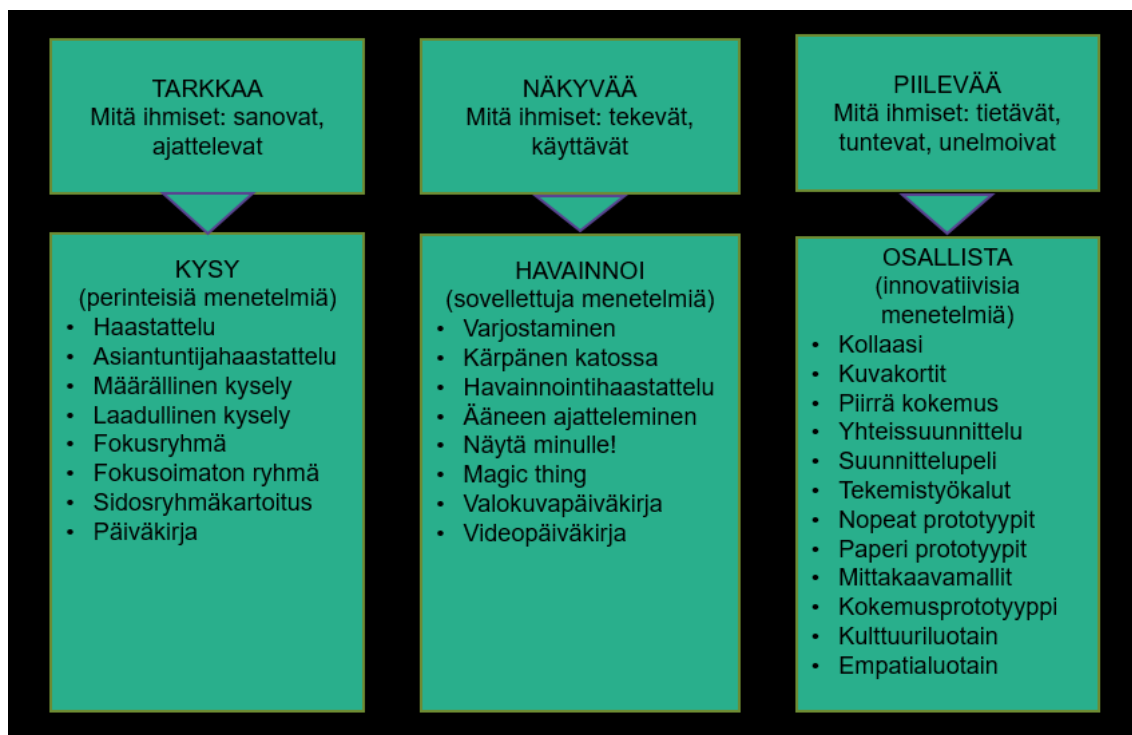 TARKKAA
Mitä ihmiset: sanovat,
ajattelevat
KYSY
(perinteisiä menetelmiä)
• Haastattelu
• Asiantuntijahaastattelu
• Määrällinen kysely
• Laadullinen kysely
• Fokusryhmä
• Fokusoimaton ryhmä
• Sidosryhmäkartoitus
• Päiväkirja
NÄKYVÄÄ
Mitä ihmiset: tekevät,
käyttävät
HAVAINNOI
(sovellettuja menetelmiä)
• Varjostaminen
• Kärpänen katossa
• Havainnointihaastattelu
• Ääneen ajatteleminen
• Näytä minulle!
• Magic thing
• Valokuvapäiväkirja
• Videopäiväkirja
PIILEVÄÄ
Mitä ihmiset: tietävät,
tuntevat, unelmoivat
OSALLISTA
(innovatiivisia
menetelmiä)
• Kollaasi
• Kuvakortit
• Piirrä kokemus
• Yhteissuunnittelu
• Suunnittelupeli
• Tekemistyökalut
• Nopeat prototyypit
• Paperi prototyypit
• Mittakaavamallit
• Kokemusprototyyppi
• Kulttuuriluotain
• Empatialuotain